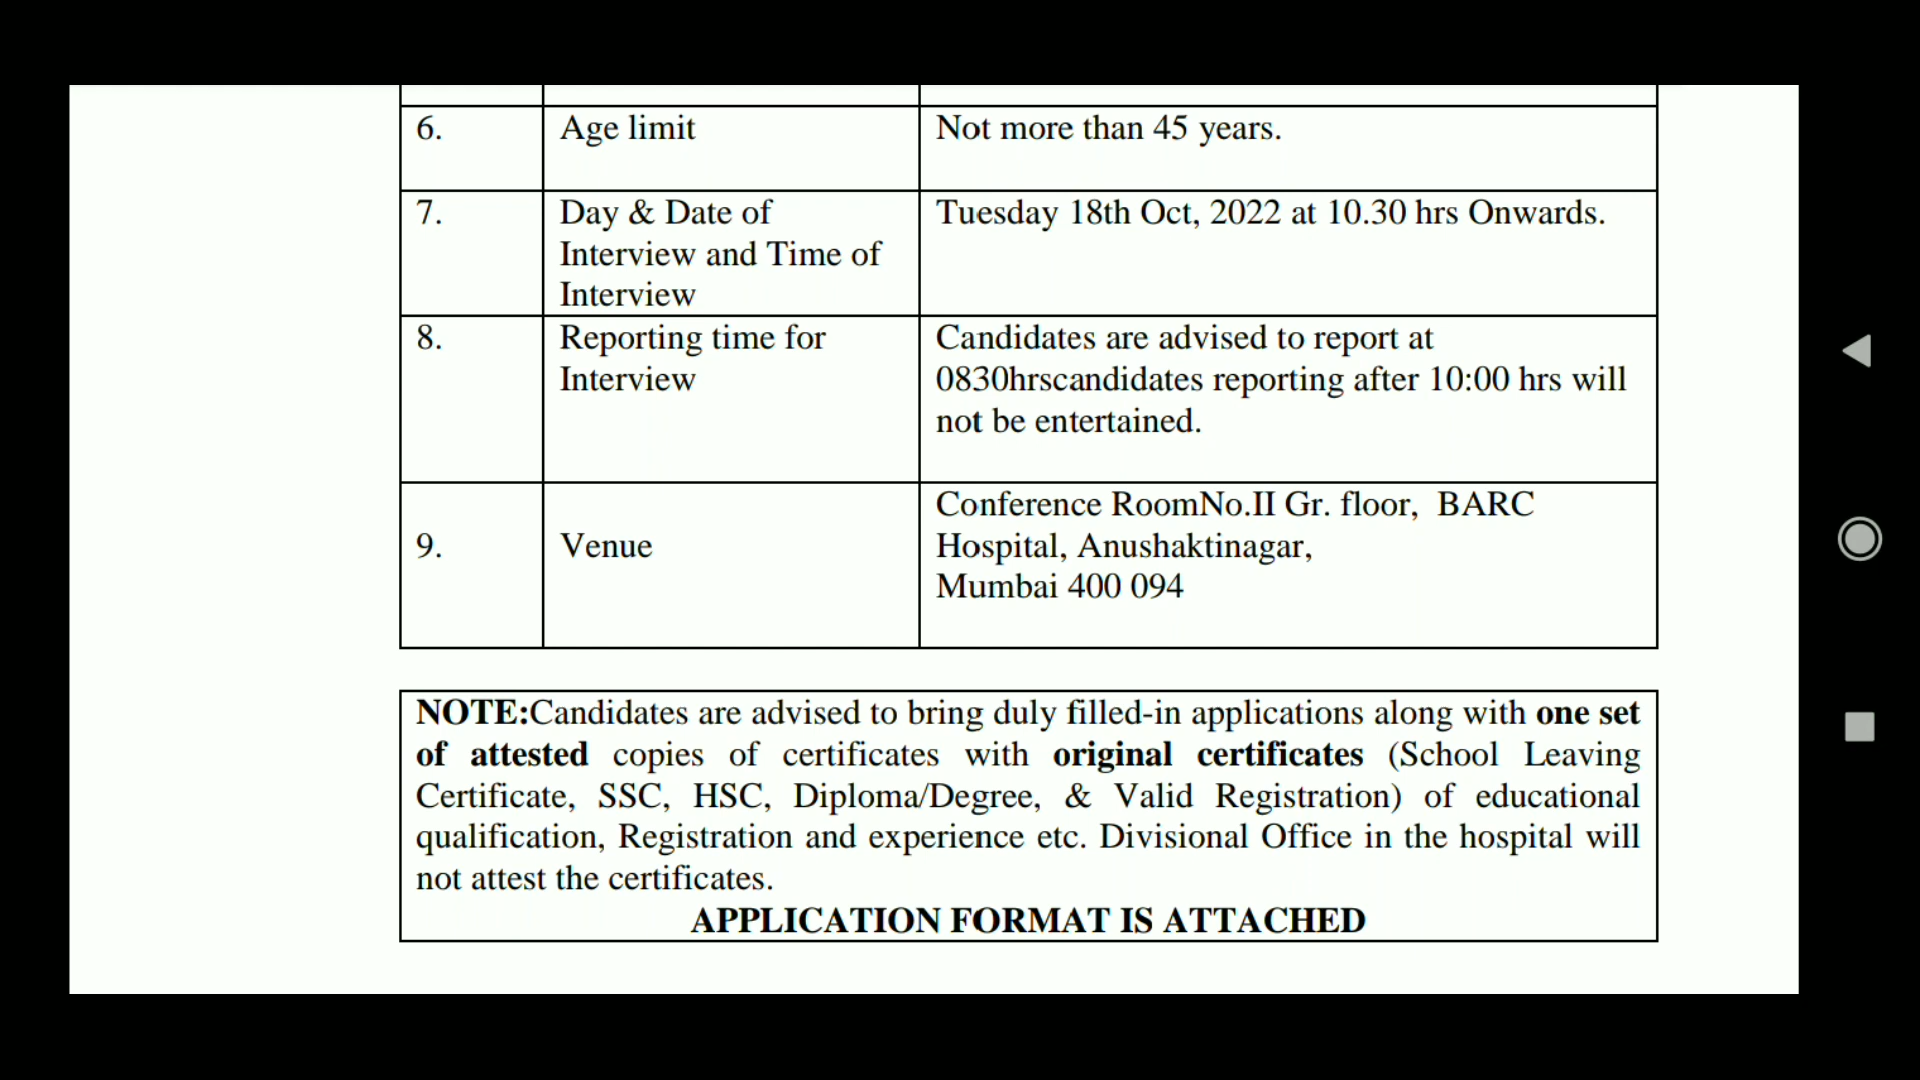 6. Age limit Not more than 45 years.
7. Day & Date of Tuesday 18th Oct, 2022 at 10.30 hrs Onwards.
Interview and Time of
Interview
8. Reporting time for Candidates are advised to report at
Interview 0830hrscandidates reporting after 10:00 hrs will
not be entertained.
Conference RoomNo.II Gr. floor, BARC
9. Venue Hospital, Anushaktinagar,
Mumbai 400 094
NOTE:Candidates are advised to bring duly filled-in applications along with one set
of attested copies of certificates with original certificates (School Leaving
Certificate, SSC, HSC, Diploma/Degree, & Valid Registration) of educational
qualification, Registration and experience etc. Divisional Office in the hospital will
not attest the certificates.
APPLICATION FORMAT IS ATTACHED